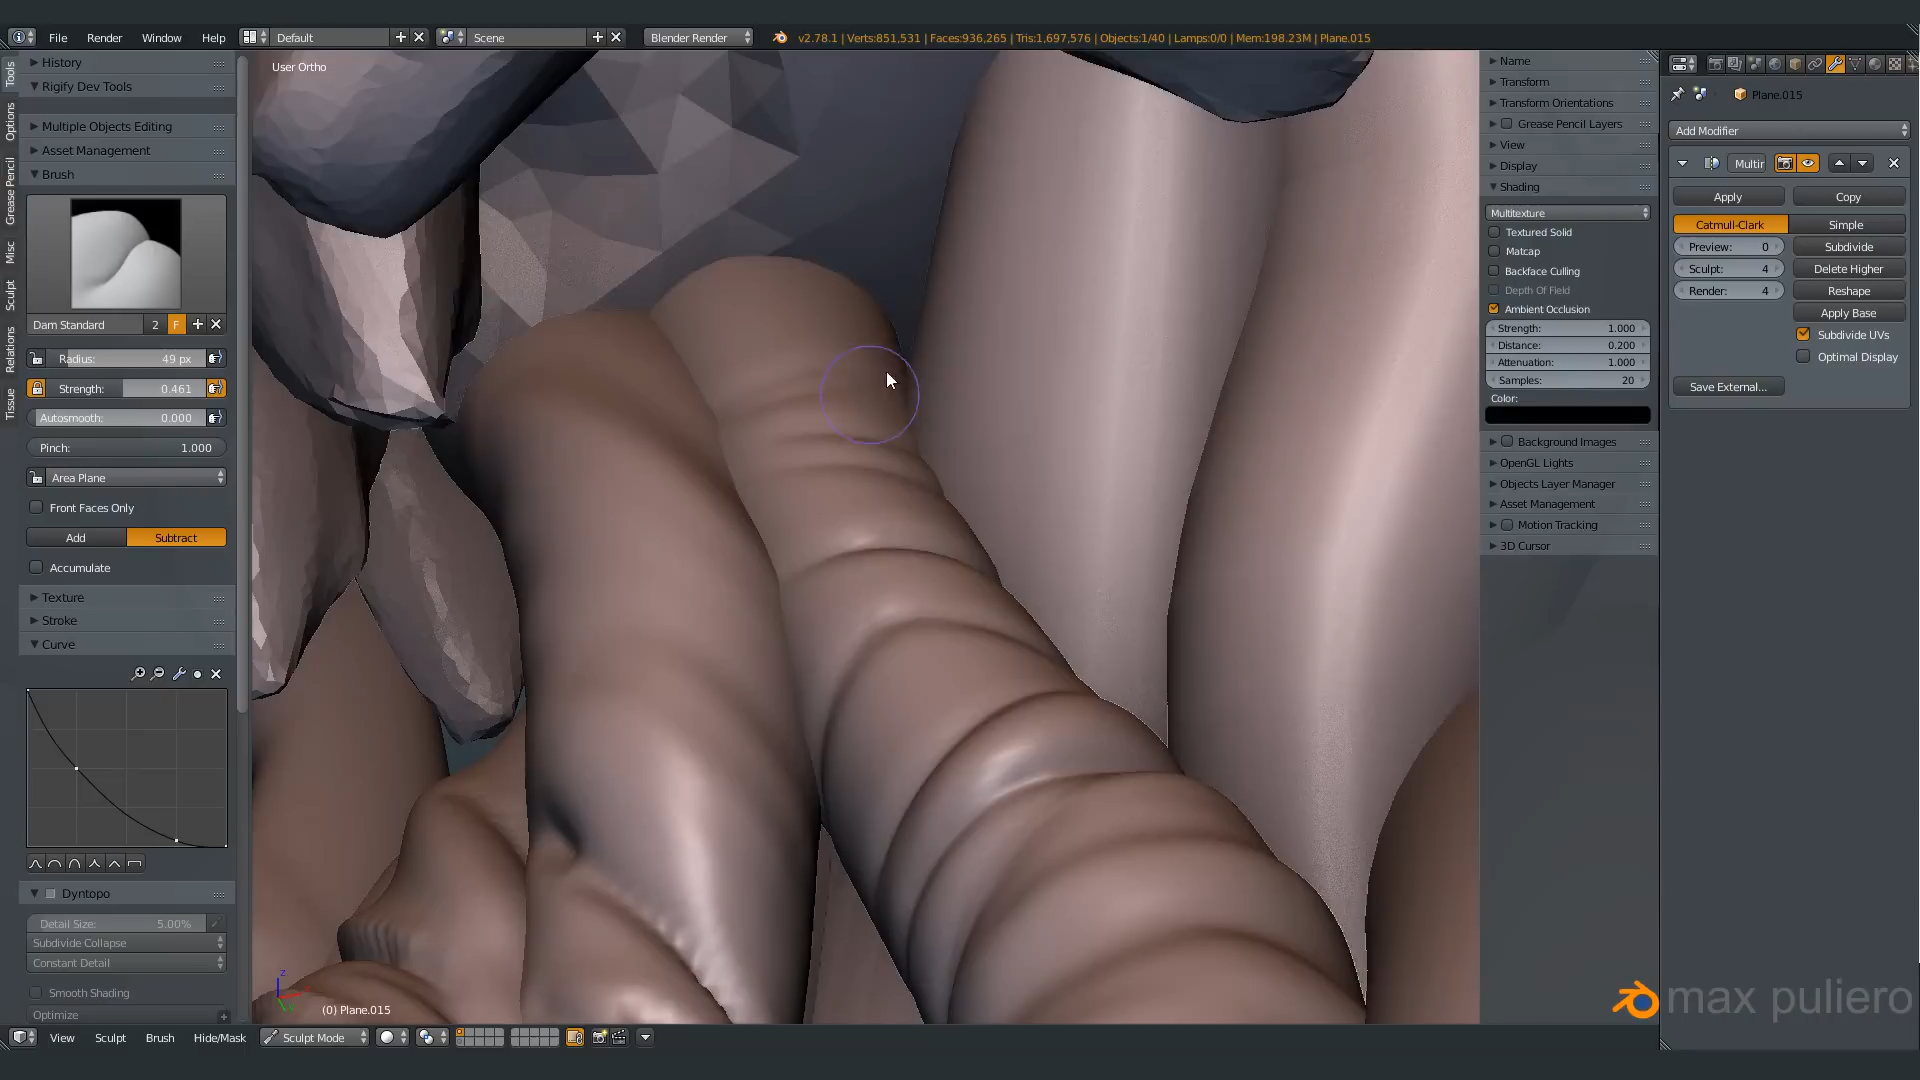 File Render Window Help Default Scene Blender Render v2.78.1 | Verts:851,531 | Faces:936,265 | Tris:1,697,576 | Objects:1/40 | Lamps:0/0 | Mem:198.23M | Plane.015
Tools
Options
Grease Pencil
Misc
Sculpt
Relations
Tissue
History
Rigify Dev Tools
Multiple Objects Editing
Asset Management
Brush
Dam Standard 2 F
Radius: 49 px
Strength: 0.461
Autosmooth: 0.000
Pinch: 1.000
Area Plane
Front Faces Only
Add Subtract
Accumulate
Texture
Stroke
Curve
Dyntopo
Detail Size: 5.00%
Subdivide Collapse
Constant Detail
Smooth Shading
Optimize
User Ortho
z
(0) Plane.015
View Sculpt Brush Hide/Mask Sculpt Mode
Name
Transform
Transform Orientations
Grease Pencil Layers
View
Display
Shading
Multitexture
Textured Solid
Matcap
Backface Culling
Depth Of Field
Ambient Occlusion
Strength: 1.000
Distance: 0.200
Attenuation: 1.000
Samples: 20
Color:
Background Images
OpenGL Lights
Objects Layer Manager
Asset Management
Motion Tracking
3D Cursor
Plane.015
Add Modifier
Multir
Apply Copy
Catmull-Clark Simple
Preview: 0 Subdivide
Sculpt: 4 Delete Higher
Render: 4 Reshape
Apply Base
Subdivide UVs
Optimal Display
Save External...
max puliero